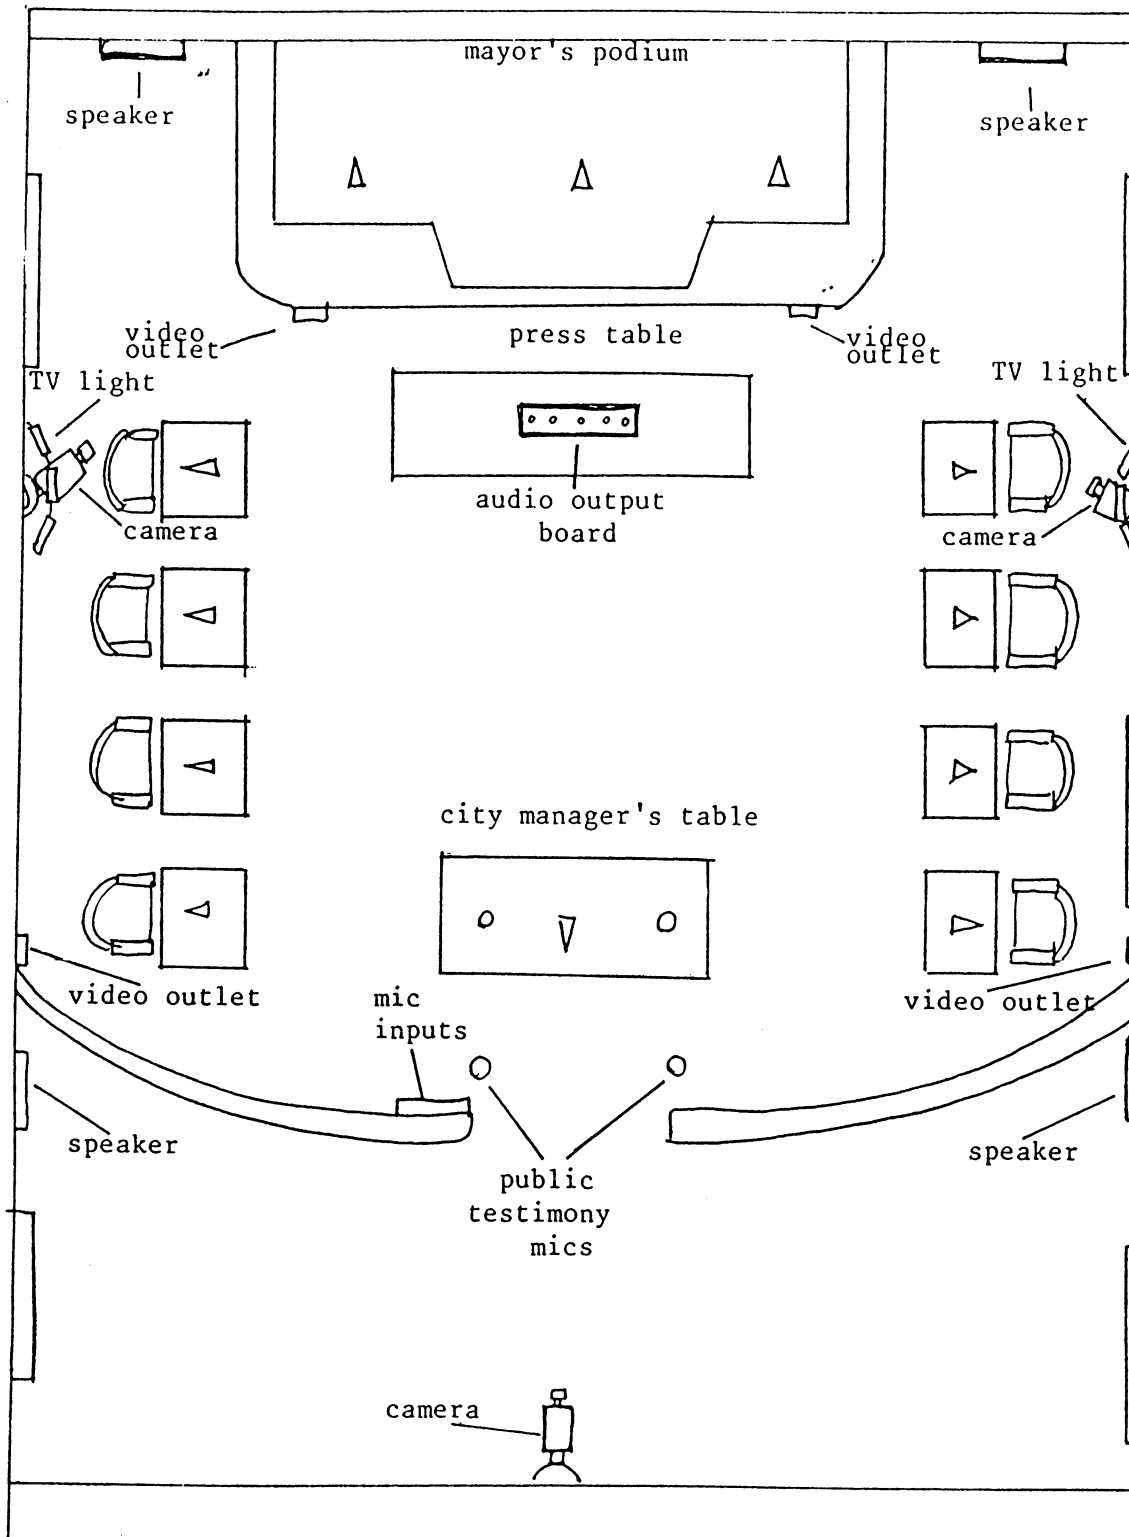 mayor's podium
speaker
speaker
video
outlet
press table
video
outlet
TV light
TV light
audio output
board
camera
camera
city manager's table
video outlet
mic
inputs
video outlet
speaker
speaker
public
testimony
mics
camera